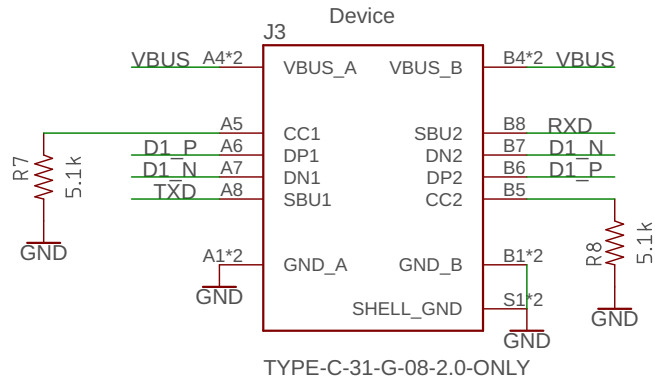 Device
J3
VBUS A4*2 VBUS_A VBUS_B B4*2 VBUS
A5 CC1 SBU2 B8 RXD
D1_P A6 DP1 DN2 B7 D1_N
D1_N A7 DN1 DP2 B6 D1_P
TXD A8 SBU1 CC2 B5
R7 5.1k
R8 5.1k
GND A1*2 GND_A GND_B B1*2
GND
SHELL_GND S1*2
GND
GND
TYPE-C-31-G-08-2.0-ONLY